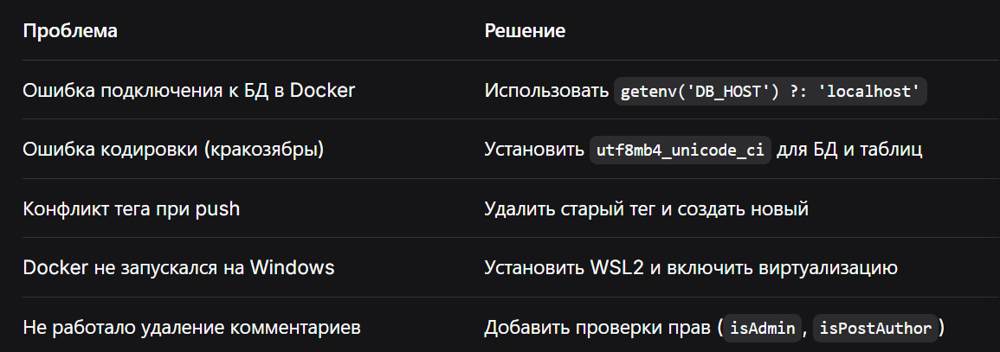 Проблема Решение
Ошибка подключения к БД в Docker Использовать getenv('DB_HOST') ?: 'localhost'
Ошибка кодировки (кракозябры) Установить utf8mb4_unicode_ci для БД и таблиц
Конфликт тега при push Удалить старый тег и создать новый
Docker не запускался на Windows Установить WSL2 и включить виртуализацию
Не работало удаление комментариев Добавить проверки прав (isAdmin, isPostAuthor)